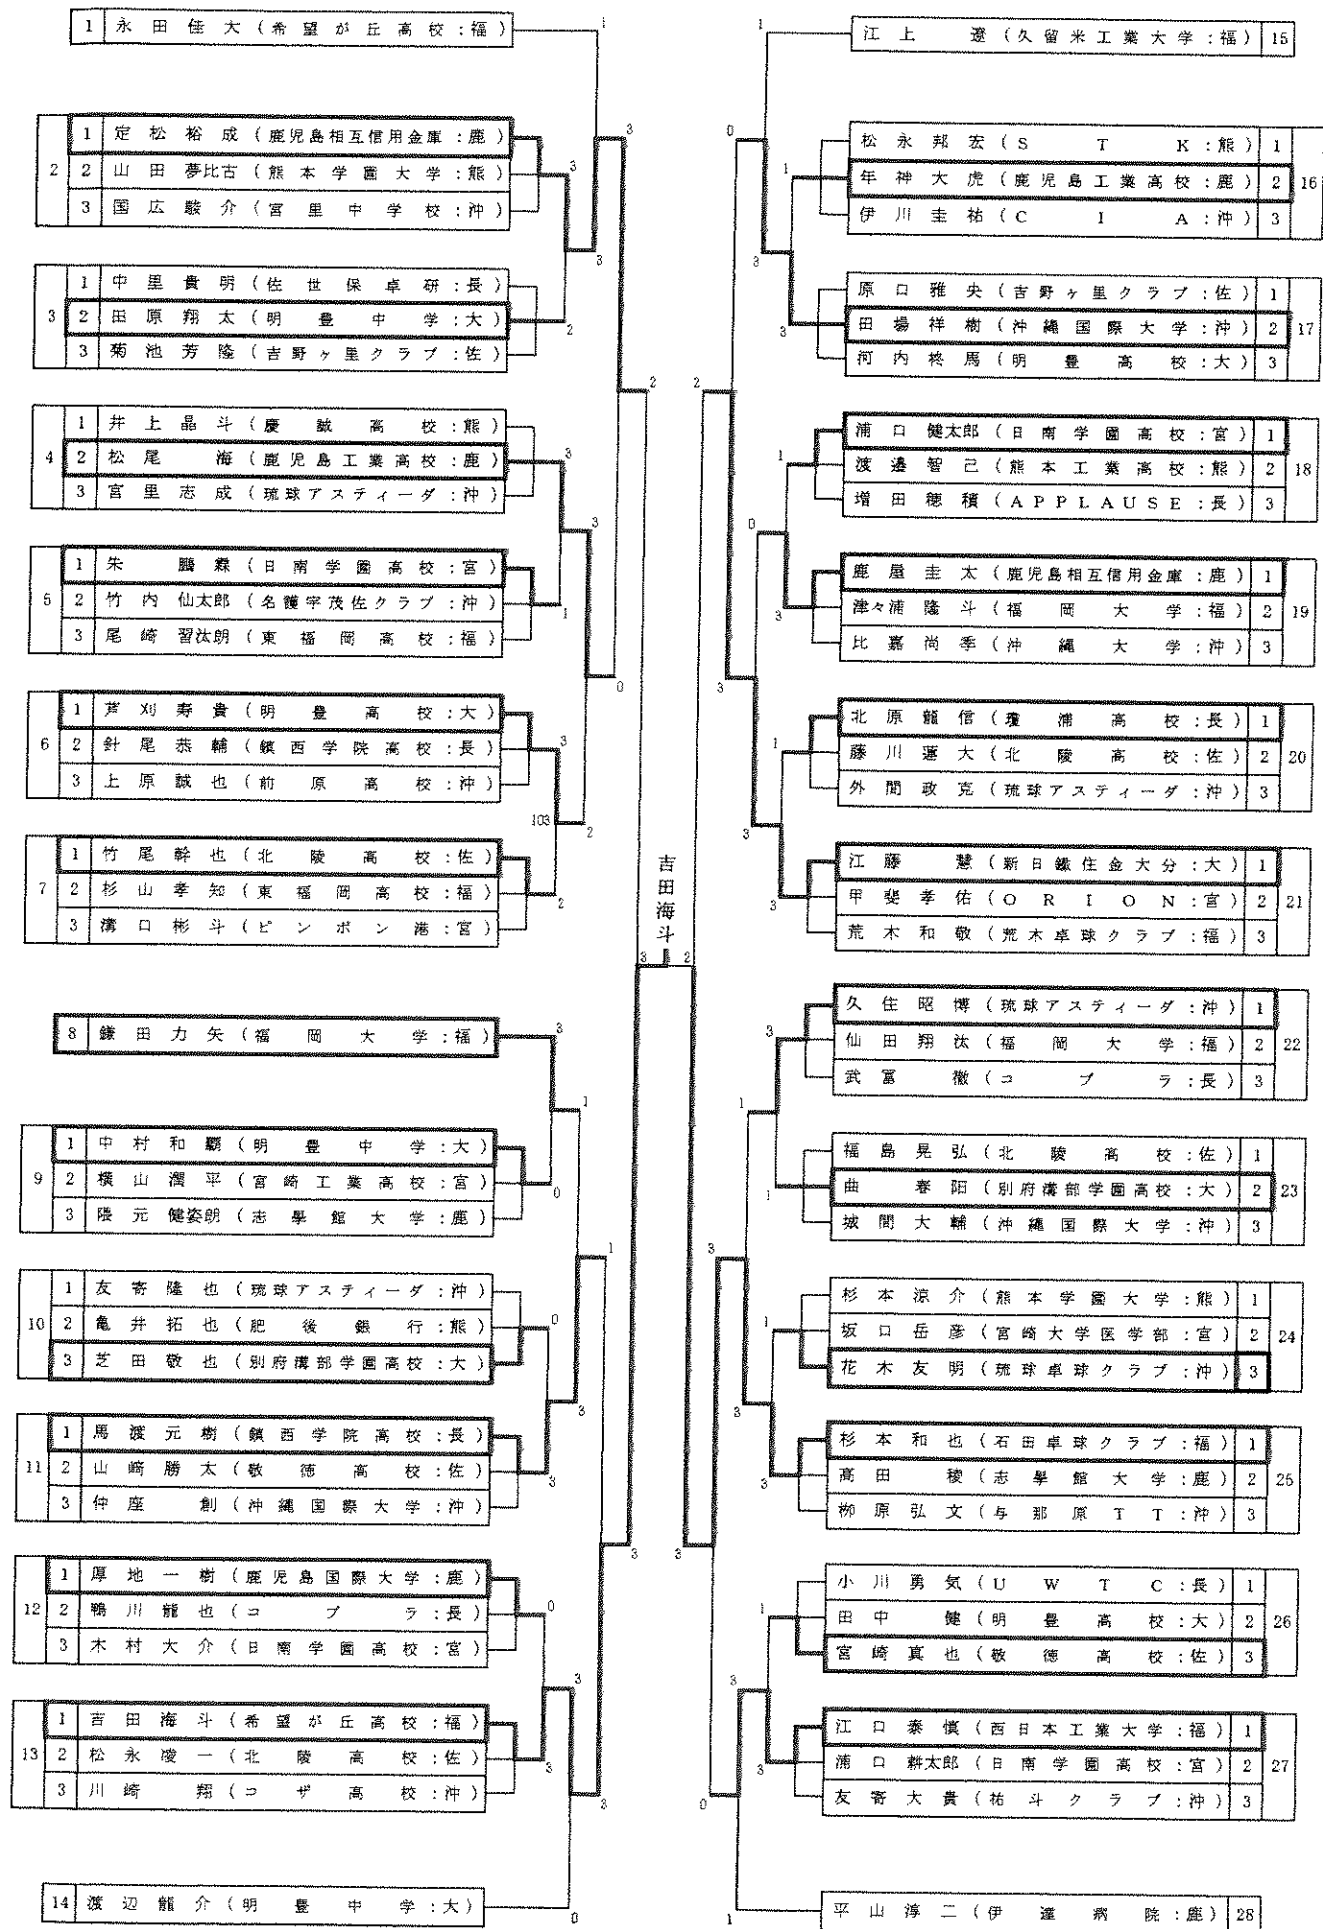 1 永田佳大（希望が丘高校：福）
2
1 定松裕成（鹿児島相互信用金庫：鹿）
2 山田夢比古（熊本学園大学：熊）
3 国広駿介（宮里中学校：沖）
3
1 中里貴明（佐世保卓研：長）
2 田原翔太（明豊中学：大）
3 菊池芳隆（吉野ヶ里クラブ：佐）
4
1 井上晶斗（慶誠高校：熊）
2 松尾海（鹿児島工業高校：鹿）
3 宮里志成（琉球アスティーダ：沖）
5
1 朱鵬霖（日南学園高校：宮）
2 竹内仙太郎（名護宇茂佐クラブ：沖）
3 尾崎習汰朗（東福岡高校：福）
6
1 芦刈寿貴（明豊高校：大）
2 針尾恭輔（鎮西学院高校：長）
3 上原誠也（前原高校：沖）
7
1 竹尾幹也（北陵高校：佐）
2 杉山孝知（東福岡高校：福）
3 溝口彬斗（ピンポン港：宮）
8 鎌田力矢（福岡大学：福）
9
1 中村和覇（明豊中学：大）
2 横山潤平（宮崎工業高校：宮）
3 隈元健姿朗（志學館大学：鹿）
10
1 友寄隆也（琉球アスティーダ：沖）
2 亀井拓也（肥後銀行：熊）
3 芝田敬也（別府溝部学園高校：大）
11
1 馬渡元樹（鎮西学院高校：長）
2 山崎勝太（敬徳高校：佐）
3 仲座創（沖縄国際大学：沖）
12
1 厚地一樹（鹿児島国際大学：鹿）
2 鴨川龍也（コブラ：長）
3 木村大介（日南学園高校：宮）
13
1 吉田海斗（希望が丘高校：福）
2 松永凌一（北陵高校：佐）
3 川崎翔（コザ高校：沖）
14 渡辺龍介（明豊中学：大）
吉田海斗
3 2
江上遼（久留米工業大学：福） 15
松永邦宏（STK：熊） 1
年神大虎（鹿児島工業高校：鹿） 2
伊川圭祐（CIA：沖） 3
16
原口雅央（吉野ヶ里クラブ：佐） 1
田場祥樹（沖縄国際大学：沖） 2
河内柊馬（明豊高校：大） 3
17
浦口健太郎（日南学園高校：宮） 1
渡邉智己（熊本工業高校：熊） 2
増田穂積（APPLAUSE：長） 3
18
鹿屋圭太（鹿児島相互信用金庫：鹿） 1
津々浦隆斗（福岡大学：福） 2
比嘉尚季（沖縄大学：沖） 3
19
北原龍信（瓊浦高校：長） 1
藤川蓮大（北陵高校：佐） 2
外間政克（琉球アスティーダ：沖） 3
20
江藤慧（新日鐵住金大分：大） 1
甲斐孝佑（ORION：宮） 2
荒木和敬（荒木卓球クラブ：福） 3
21
久住昭博（琉球アスティーダ：沖） 1
仙田翔汰（福岡大学：福） 2
武冨徹（コブラ：長） 3
22
福島晃弘（北陵高校：佐） 1
曲春阳（別府溝部学園高校：大） 2
城間大輔（沖縄国際大学：沖） 3
23
杉本涼介（熊本学園大学：熊） 1
坂口岳彦（宮崎大学医学部：宮） 2
花木友明（琉球卓球クラブ：沖） 3
24
杉本和也（石田卓球クラブ：福） 1
高田稜（志學館大学：鹿） 2
柳原弘文（与那原TT：沖） 3
25
小川勇気（UWTC：長） 1
田中健（明豊高校：大） 2
宮崎真也（敬徳高校：佐） 3
26
江口泰慎（西日本工業大学：福） 1
浦口耕太郎（日南学園高校：宮） 2
友寄大貴（祐斗クラブ：沖） 3
27
平山淳二（伊達病院：鹿） 28